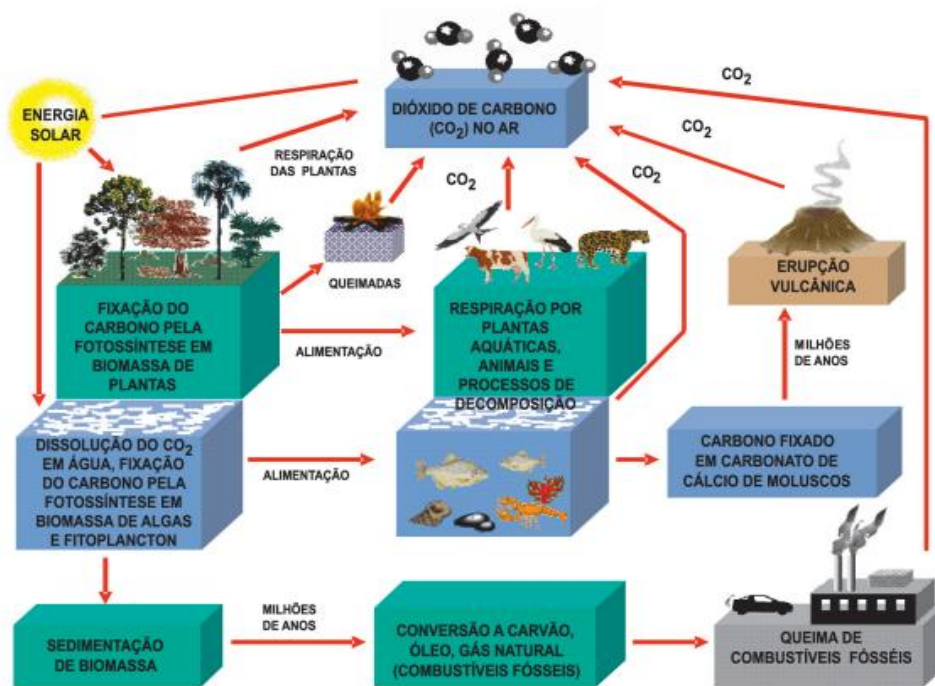 ENERGIA
SOLAR
DIÓXIDO DE CARBONO
(CO₂) NO AR
CO₂
CO₂
RESPIRAÇÃO
DAS PLANTAS
CO₂
CO₂
QUEIMADAS
ERUPÇÃO
VULCÂNICA
FIXAÇÃO DO
CARBONO PELA
FOTOSSÍNTESE EM
BIOMASSA DE
PLANTAS
ALIMENTAÇÃO
RESPIRAÇÃO POR
PLANTAS
AQUÁTICAS,
ANIMAIS E
PROCESSOS DE
DECOMPOSIÇÃO
MILHÕES
DE ANOS
DISSOLUÇÃO DO CO₂
EM ÁGUA, FIXAÇÃO
DO CARBONO PELA
FOTOSSÍNTESE EM
BIOMASSA DE ALGAS
E FITOPLANCTON
ALIMENTAÇÃO
CARBONO FIXADO
EM CARBONATO DE
CÁLCIO DE MOLUSCOS
SEDIMENTAÇÃO
DE BIOMASSA
MILHÕES
DE ANOS
CONVERSÃO A CARVÃO,
ÓLEO, GÁS NATURAL
(COMBUSTÍVEIS FÓSSEIS)
QUEIMA DE
COMBUSTÍVEIS FÓSSÉIS